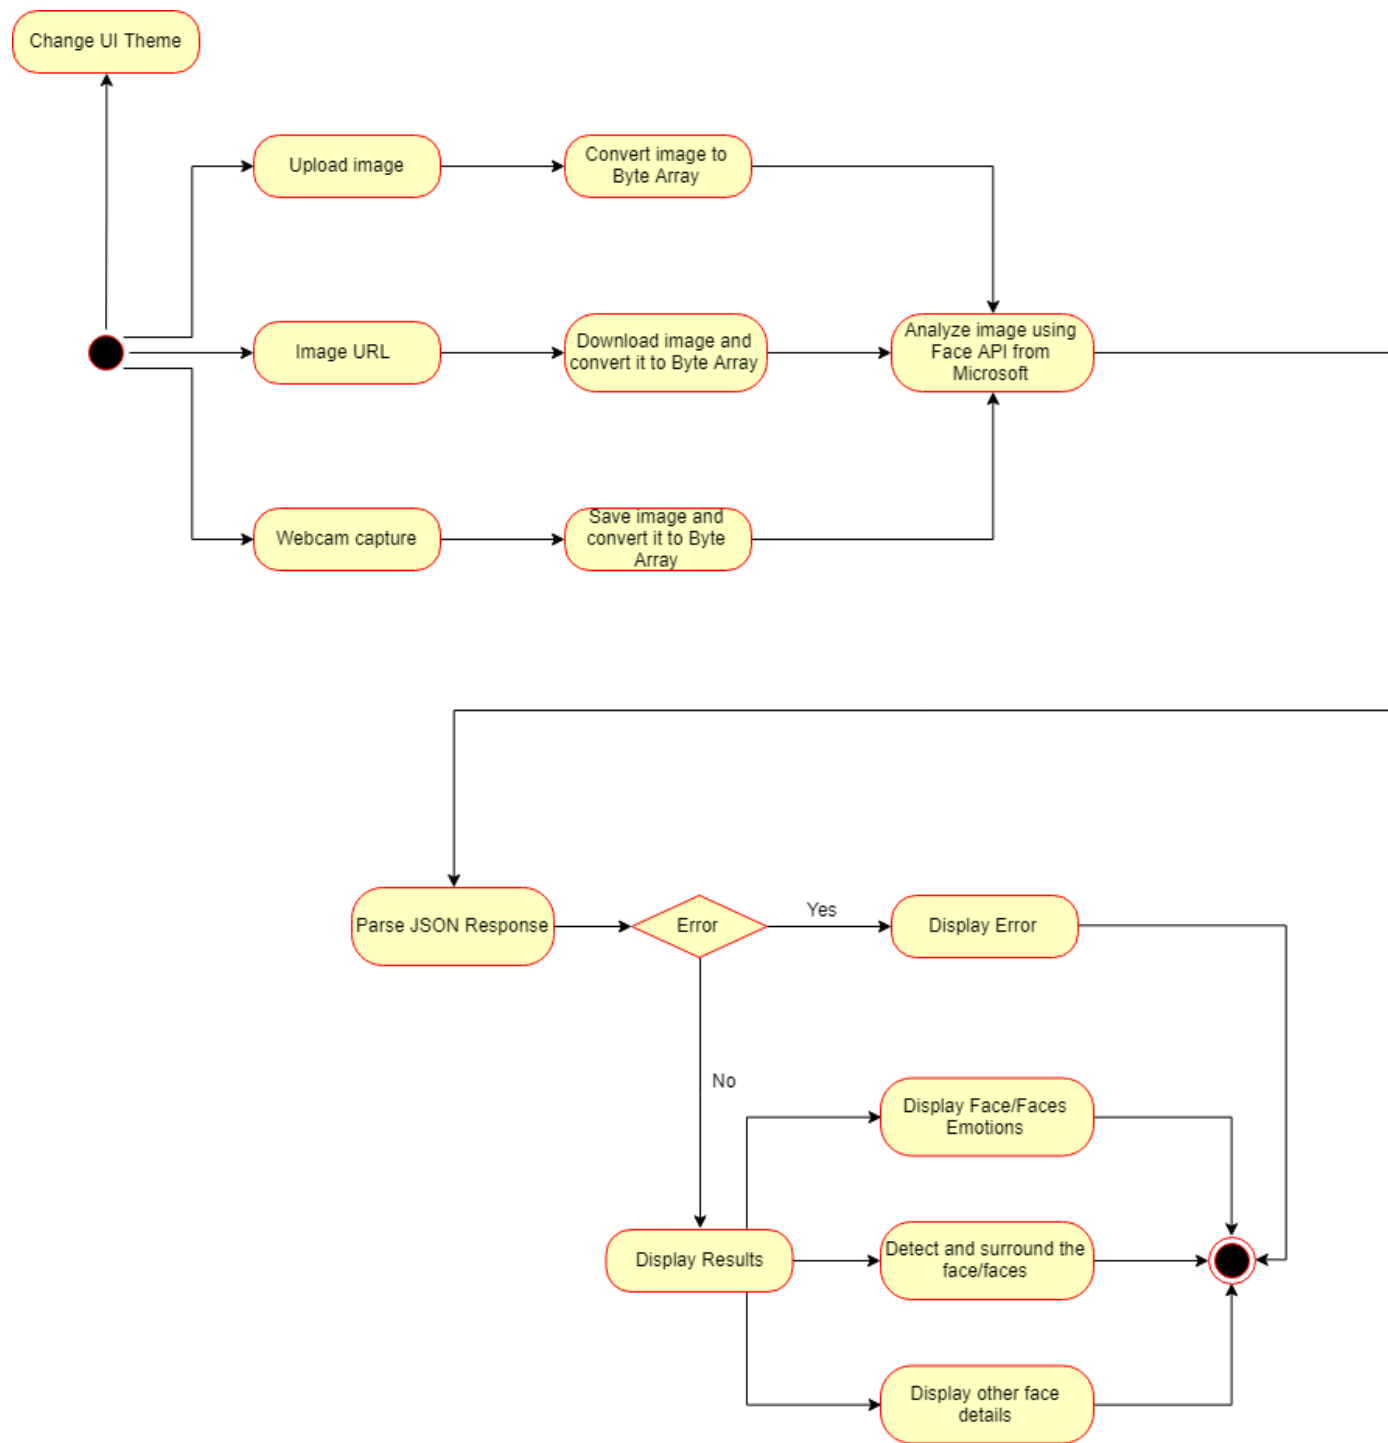 Change UI Theme
Upload image
Convert image to
Byte Array
Image URL
Download image and
convert it to Byte Array
Analyze image using
Face API from
Microsoft
Webcam capture
Save image and
convert it to Byte
Array
Parse JSON Response
Error
Yes
Display Error
No
Display Face/Faces
Emotions
Display Results
Detect and surround the
face/faces
Display other face
details